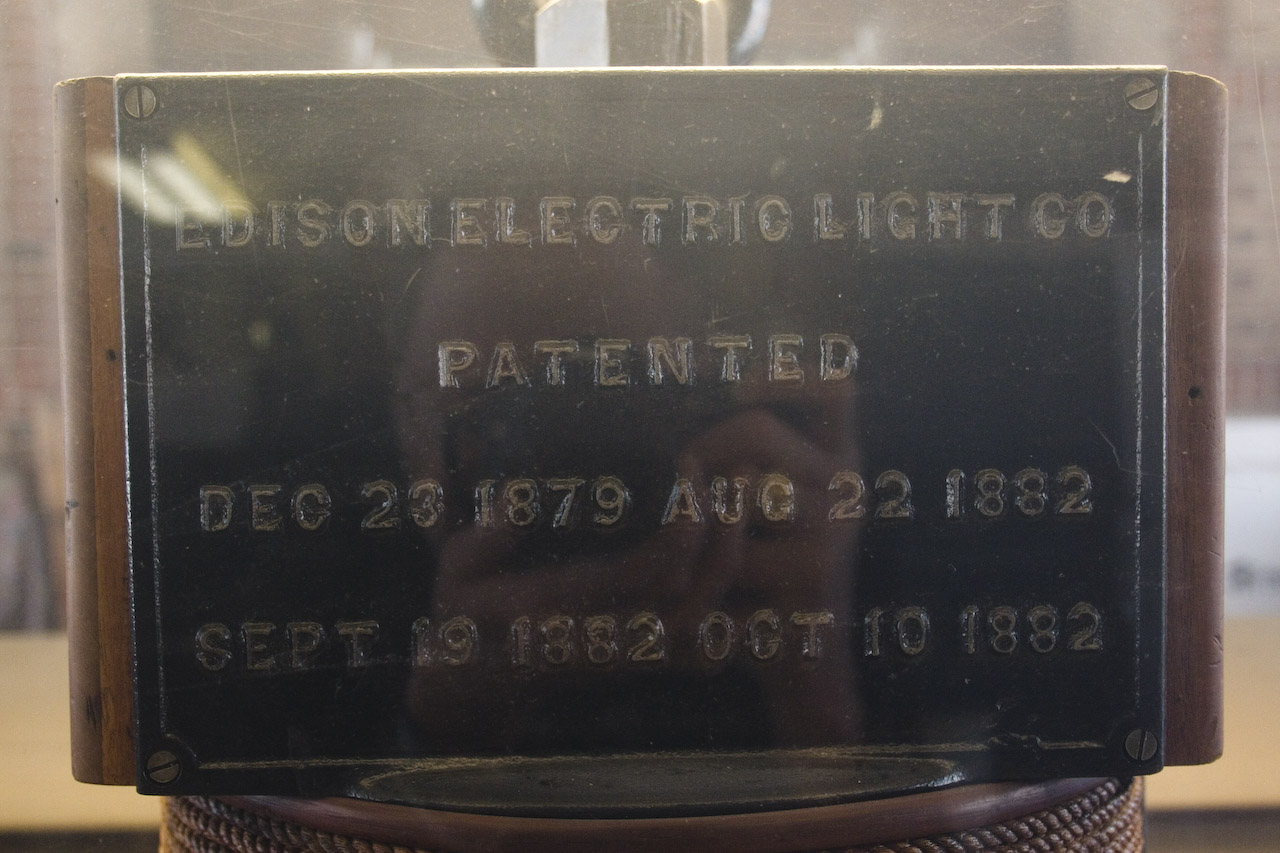 EDISON ELECTRIC LIGHT CO
PATENTED
DEC 23 1879 AUG 22 1882
SEPT 19 1882 OCT 10 1882